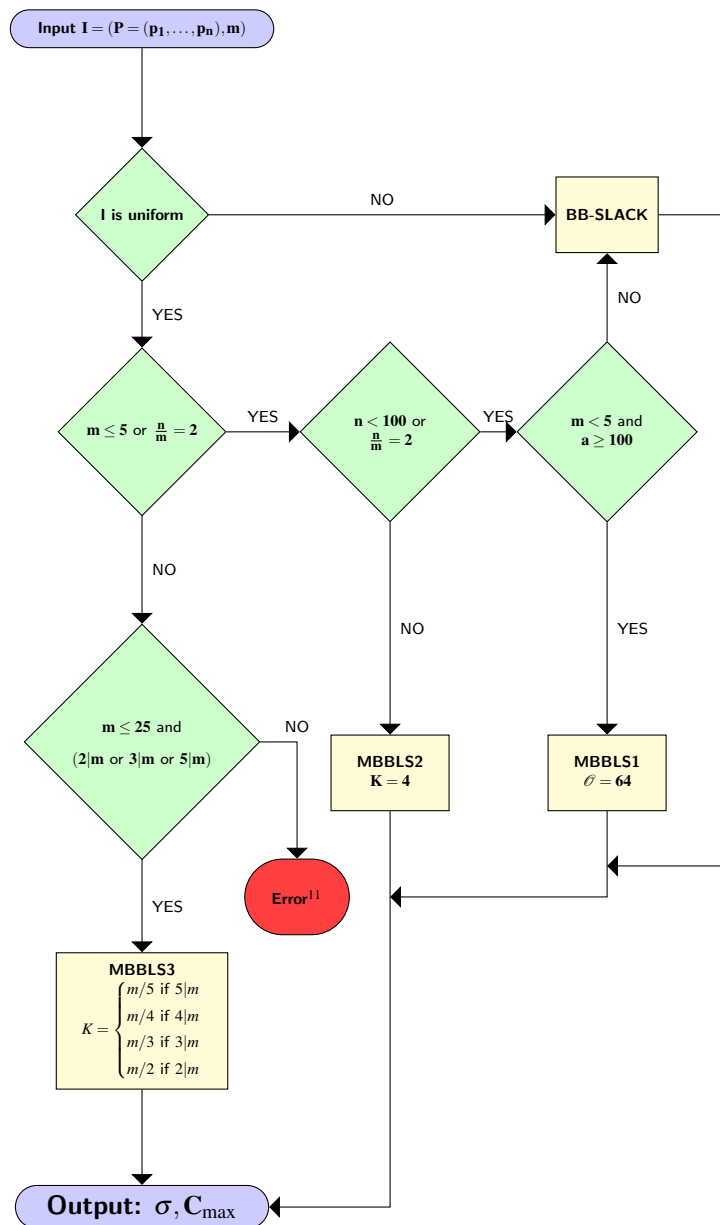 Input I = (P = (p₁,…,pₙ),m)
I is uniform
NO
BB-SLACK
YES
NO
m ≤ 5 or n/m = 2
YES
n < 100 or
n/m = 2
YES
m < 5 and
a ≥ 100
NO
NO
YES
m ≤ 25 and
(2|m or 3|m or 5|m)
NO
MBBLS2
K = 4
MBBLS1
𝒪 = 64
Error¹¹
YES
MBBLS3
K = { m/5 if 5|m
m/4 if 4|m
m/3 if 3|m
m/2 if 2|m
Output: σ, C_max